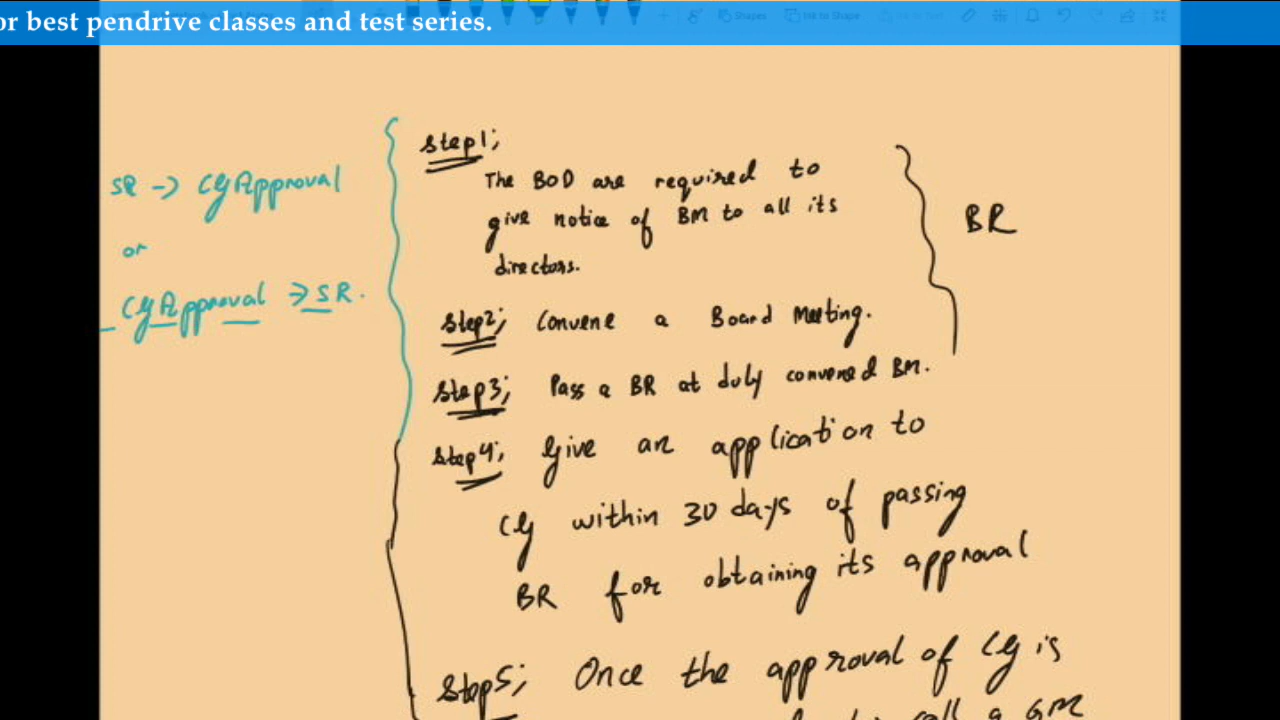 or best pendrive classes and test series.
Shapes
SR -> CG Approval
or
CG Approval => SR.
Step1;
The BOD are required to
give notice of BM to all its
directors.
BR
Step2; Convene a Board Meeting.
Step3; Pass a BR at duly convened BM.
Step4; Give an application to
CG within 30 days of passing
BR for obtaining its approval
Step5; Once the approval of CG is
call a GM